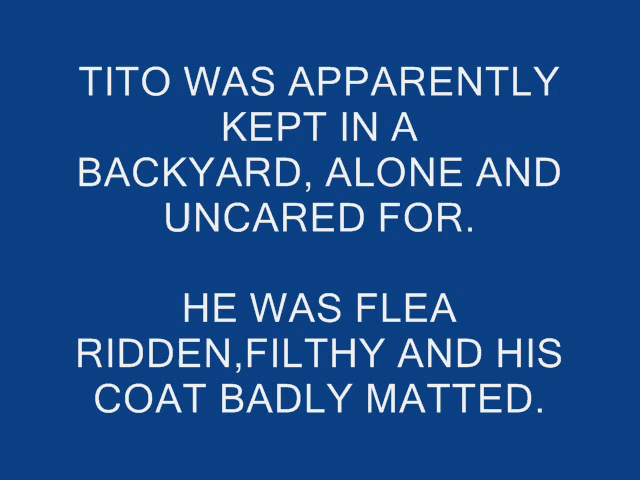 TITO WAS APPARENTLY
KEPT IN A
BACKYARD, ALONE AND
UNCARED FOR.
HE WAS FLEA
RIDDEN,FILTHY AND HIS
COAT BADLY MATTED.